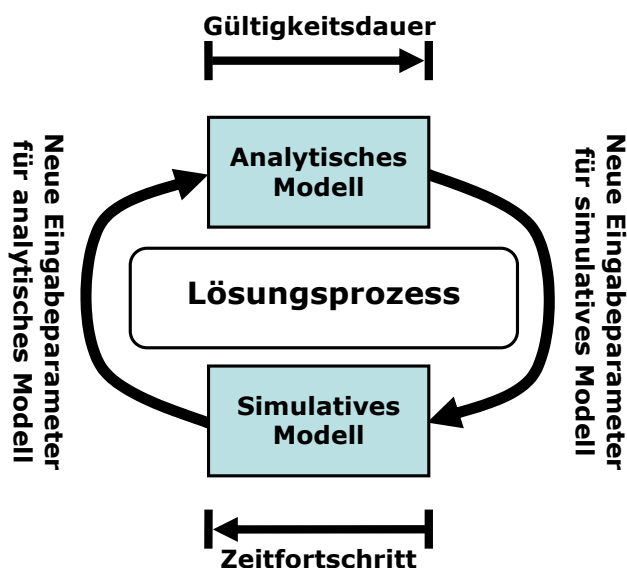 Gültigkeitsdauer
Analytisches
Modell
Neue Eingabeparameter
für analytisches Modell
Neue Eingabeparameter
für simulatives Modell
Lösungsprozess
Simulatives
Modell
Zeitfortschritt